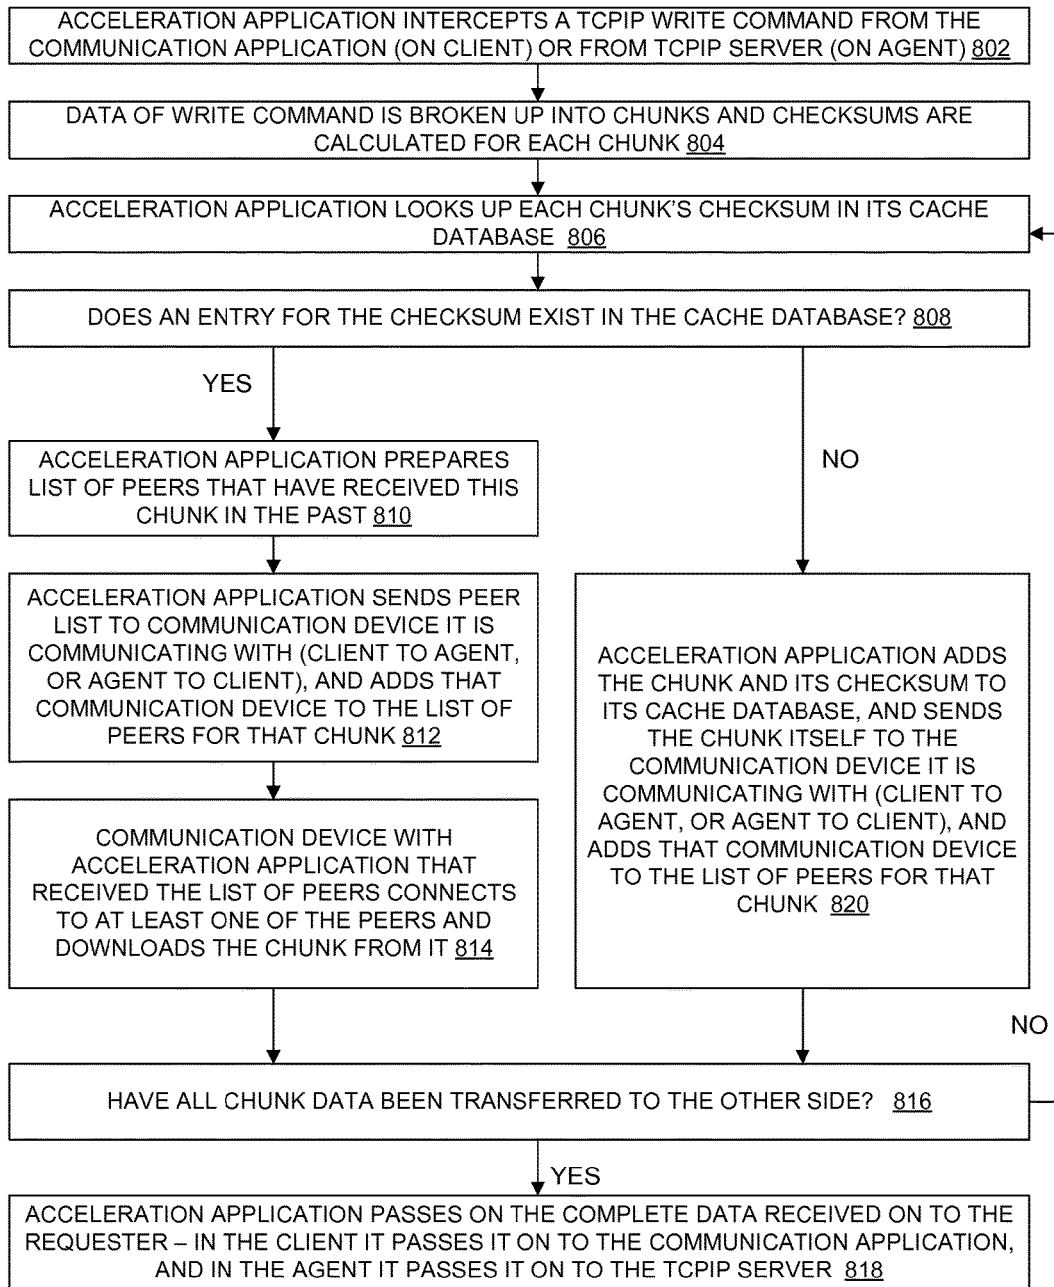 ACCELERATION APPLICATION INTERCEPTS A TCPIP WRITE COMMAND FROM THE
COMMUNICATION APPLICATION (ON CLIENT) OR FROM TCPIP SERVER (ON AGENT) 802
DATA OF WRITE COMMAND IS BROKEN UP INTO CHUNKS AND CHECKSUMS ARE
CALCULATED FOR EACH CHUNK 804
ACCELERATION APPLICATION LOOKS UP EACH CHUNK'S CHECKSUM IN ITS CACHE
DATABASE 806
DOES AN ENTRY FOR THE CHECKSUM EXIST IN THE CACHE DATABASE? 808
YES
NO
ACCELERATION APPLICATION PREPARES
LIST OF PEERS THAT HAVE RECEIVED THIS
CHUNK IN THE PAST 810
ACCELERATION APPLICATION SENDS PEER
LIST TO COMMUNICATION DEVICE IT IS
COMMUNICATING WITH (CLIENT TO AGENT,
OR AGENT TO CLIENT), AND ADDS THAT
COMMUNICATION DEVICE TO THE LIST OF
PEERS FOR THAT CHUNK 812
COMMUNICATION DEVICE WITH
ACCELERATION APPLICATION THAT
RECEIVED THE LIST OF PEERS CONNECTS
TO AT LEAST ONE OF THE PEERS AND
DOWNLOADS THE CHUNK FROM IT 814
ACCELERATION APPLICATION ADDS
THE CHUNK AND ITS CHECKSUM TO
ITS CACHE DATABASE, AND SENDS
THE CHUNK ITSELF TO THE
COMMUNICATION DEVICE IT IS
COMMUNICATING WITH (CLIENT TO
AGENT, OR AGENT TO CLIENT), AND
ADDS THAT COMMUNICATION DEVICE
TO THE LIST OF PEERS FOR THAT
CHUNK 820
NO
HAVE ALL CHUNK DATA BEEN TRANSFERRED TO THE OTHER SIDE? 816
YES
ACCELERATION APPLICATION PASSES ON THE COMPLETE DATA RECEIVED ON TO THE
REQUESTER – IN THE CLIENT IT PASSES IT ON TO THE COMMUNICATION APPLICATION,
AND IN THE AGENT IT PASSES IT ON TO THE TCPIP SERVER 818